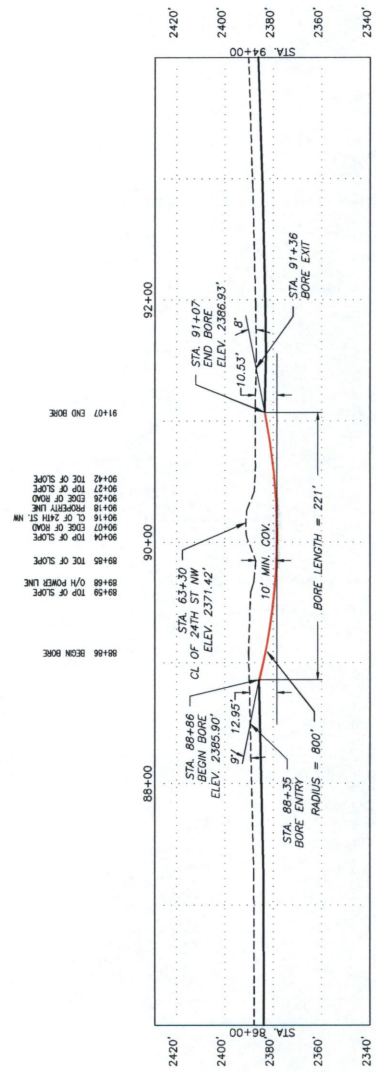 88+86 BEGIN BORE
89+59 TOP OF SLOPE
89+68 O/H POWER LINE
89+85 TOE OF SLOPE
90+04 TOP OF SLOPE
90+07 EDGE OF ROAD
90+16 CL OF 24TH ST. NW
90+18 PROPERTY LINE
90+26 EDGE OF ROAD
90+27 TOP OF SLOPE
90+42 TOE OF SLOPE
91+07 END BORE
2420'
2400'
2380'
2360'
2340'
STA. 86+00
88+00
90+00
92+00
STA. 94+00
2420'
2400'
2380'
2360'
2340'
STA. 88+86
BEGIN BORE
ELEV. 2385.90'
9'
12.95'
STA. 88+35
BORE ENTRY
RADIUS = 800'
STA. 63+30
CL OF 24TH ST NW
ELEV. 2371.42'
10' MIN. COV.
BORE LENGTH = 221'
STA. 91+07
END BORE
ELEV. 2386.93'
10.53'
8'
STA. 91+36
BORE EXIT